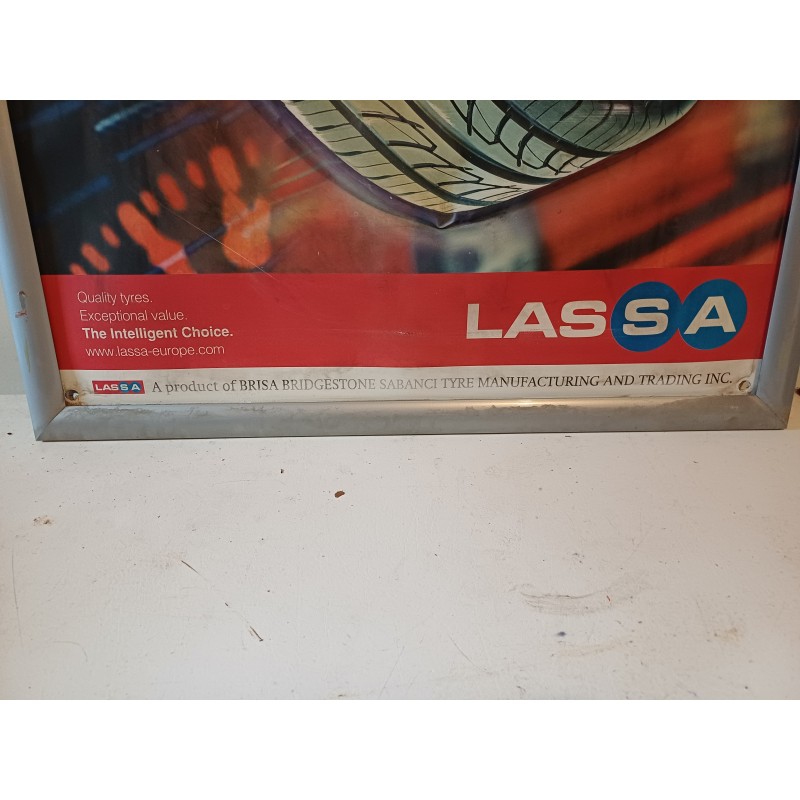 Quality tyres.
Exceptional value.
The Intelligent Choice.
www.lassa-europe.com
LASSA
LASSA A product of BRISA BRIDGESTONE SABANCI TYRE MANUFACTURING AND TRADING INC.